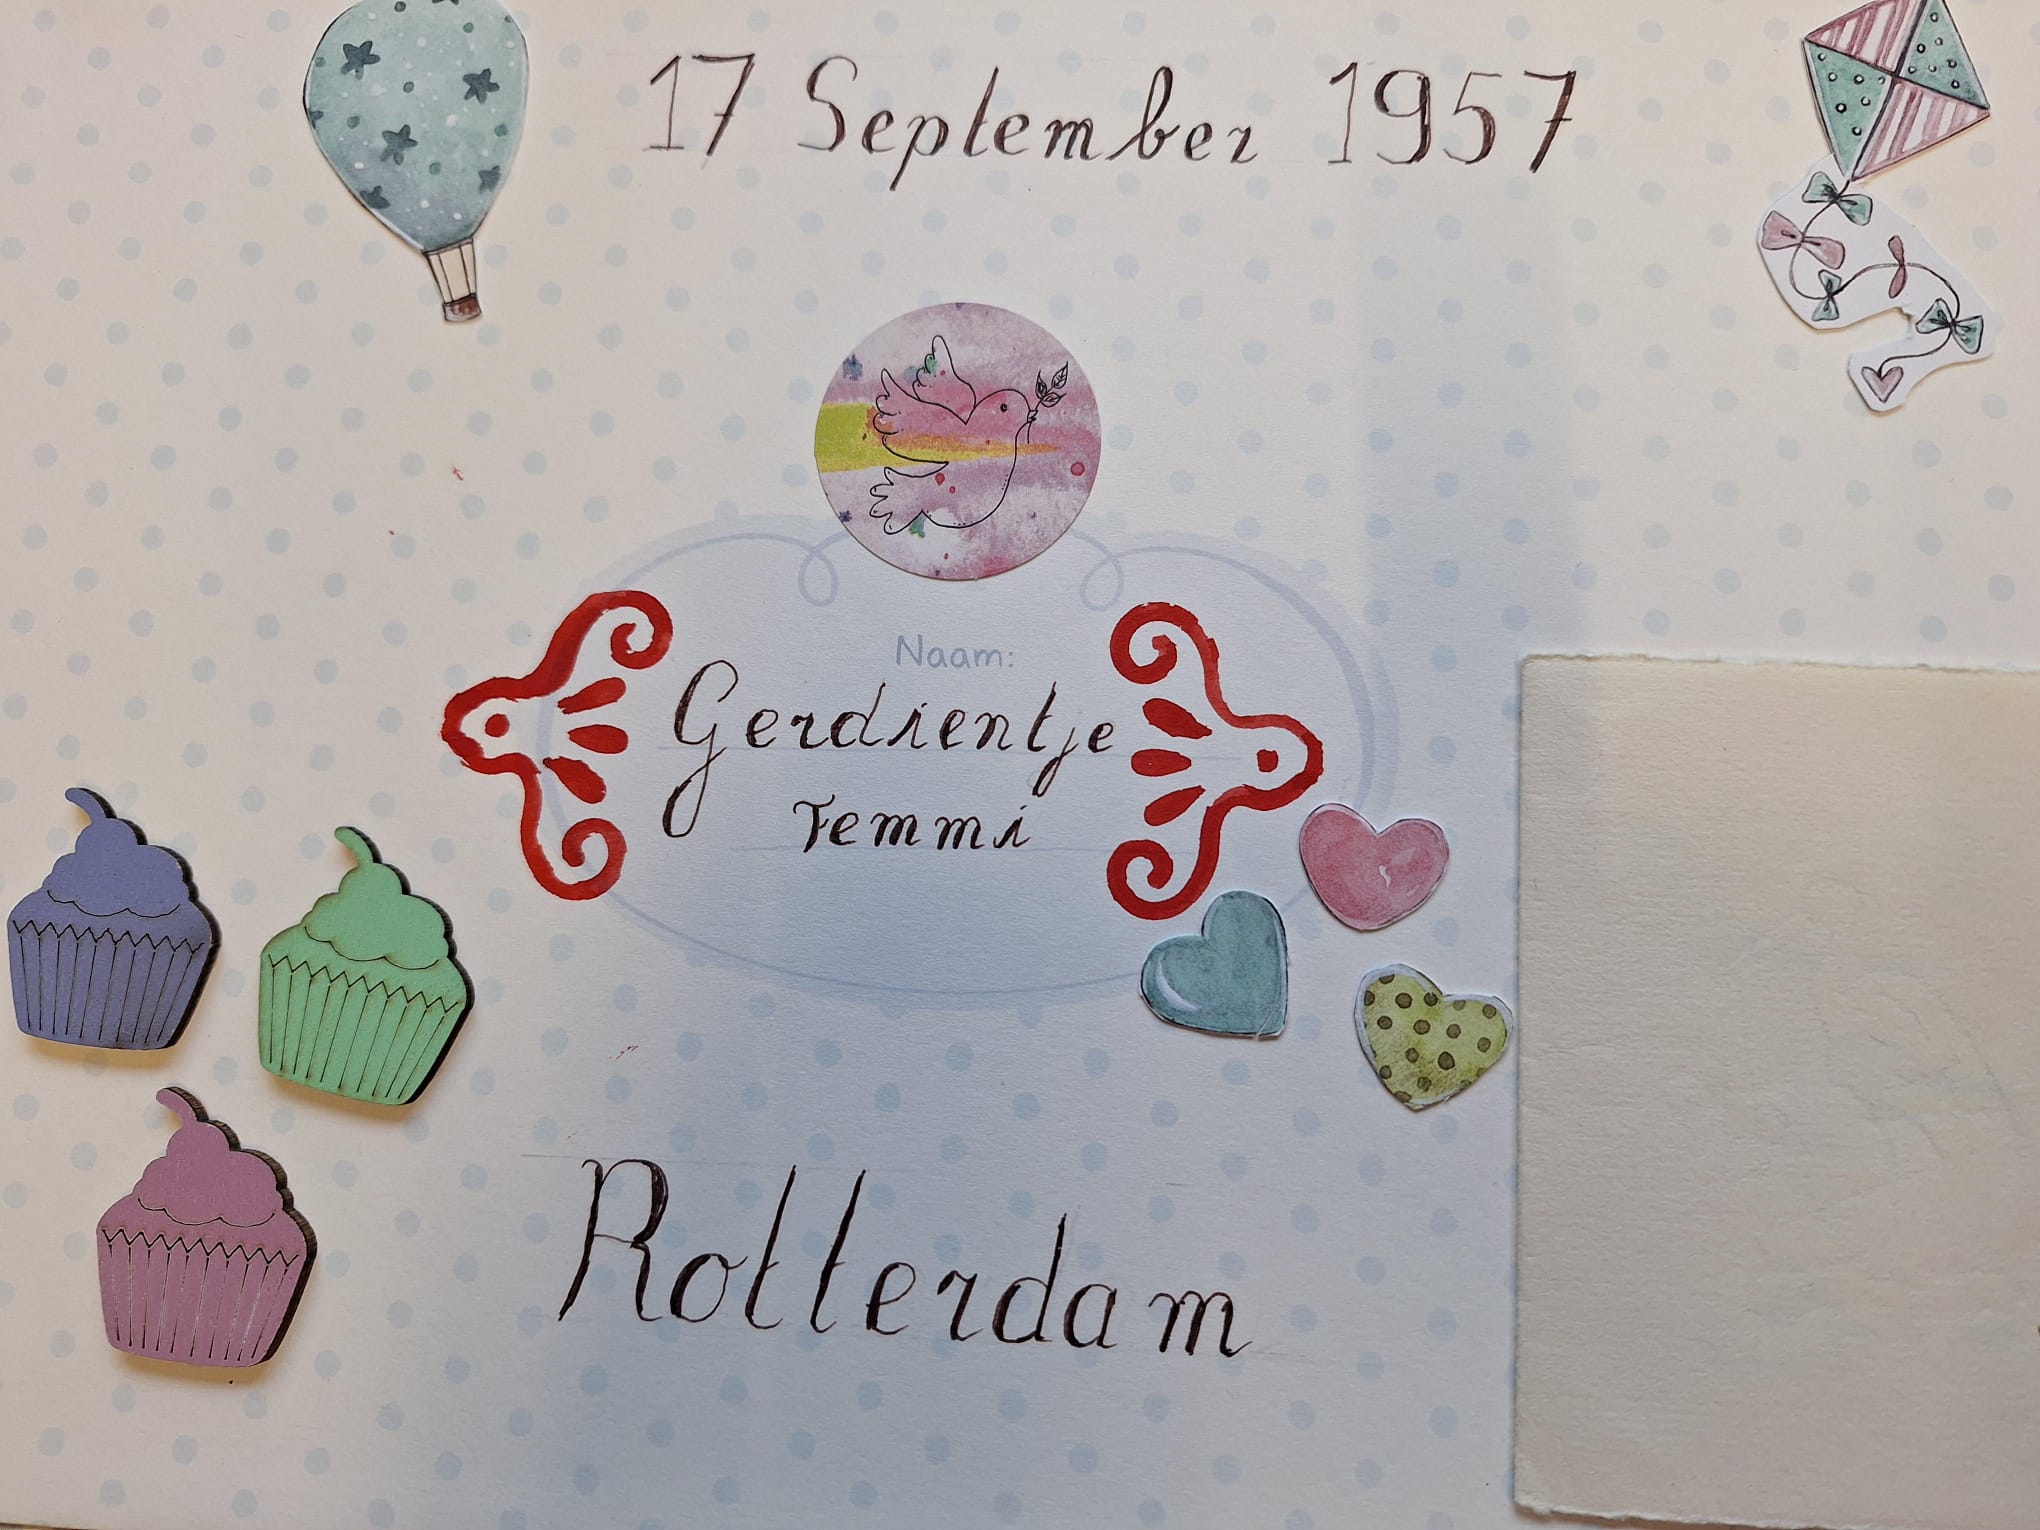 17 September 1957
Naam:
Gerdientje
Femmi
Rotterdam